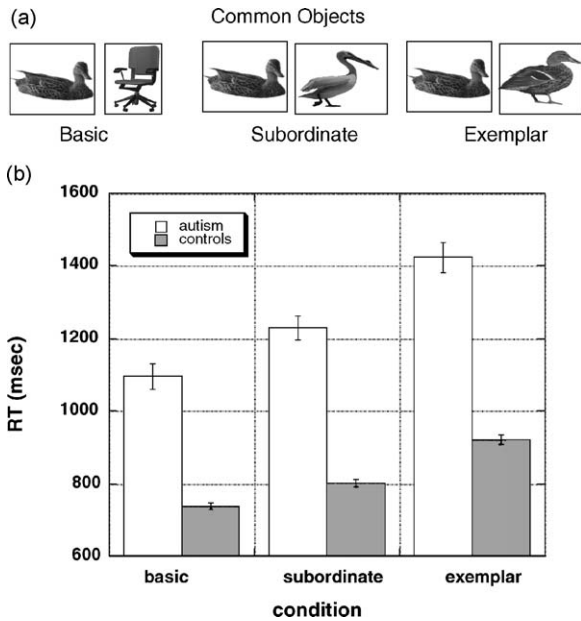 (a) Common Objects
Basic Subordinate Exemplar
(b)
1600
1400
1200
1000
800
600
RT (msec)
autism
controls
basic subordinate exemplar
condition